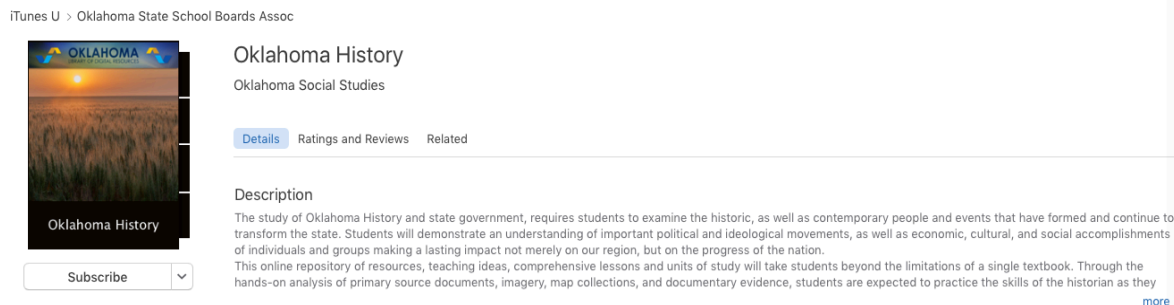 iTunes U > Oklahoma State School Boards Assoc
OKLAHOMA
LIBRARY OF DIGITAL RESOURCES
Oklahoma History
Subscribe
Oklahoma History
Oklahoma Social Studies
Details Ratings and Reviews Related
Description
The study of Oklahoma History and state government, requires students to examine the historic, as well as contemporary people and events that have formed and continue to
transform the state. Students will demonstrate an understanding of important political and ideological movements, as well as economic, cultural, and social accomplishments
of individuals and groups making a lasting impact not merely on our region, but on the progress of the nation.
This online repository of resources, teaching ideas, comprehensive lessons and units of study will take students beyond the limitations of a single textbook. Through the
hands-on analysis of primary source documents, imagery, map collections, and documentary evidence, students are expected to practice the skills of the historian as they
more